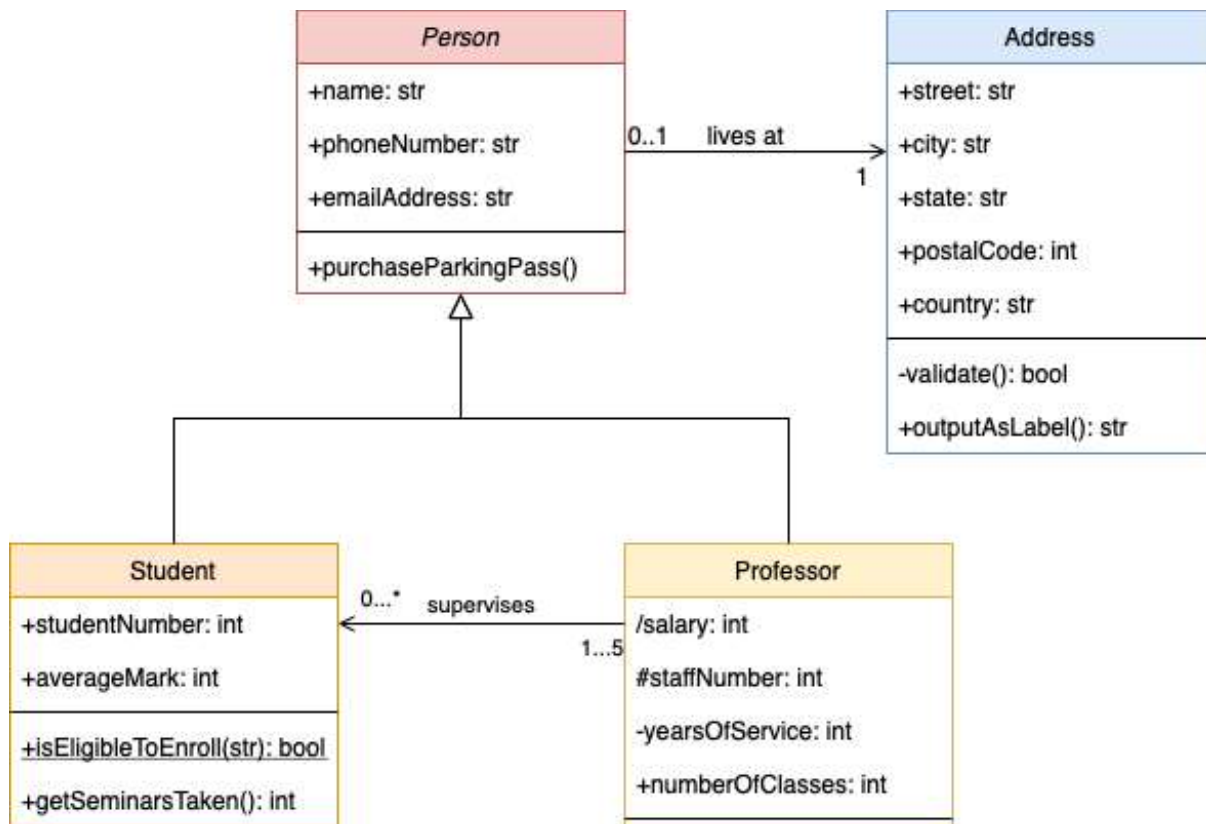 Person
+name: str
+phoneNumber: str
+emailAddress: str
+purchaseParkingPass()
0..1 lives at
1
Address
+street: str
+city: str
+state: str
+postalCode: int
+country: str
-validate(): bool
+outputAsLabel(): str
Student
+studentNumber: int
+averageMark: int
+isEligibleToEnroll(str): bool
+getSeminarsTaken(): int
0...* supervises
1...5
Professor
/salary: int
#staffNumber: int
-yearsOfService: int
+numberOfClasses: int